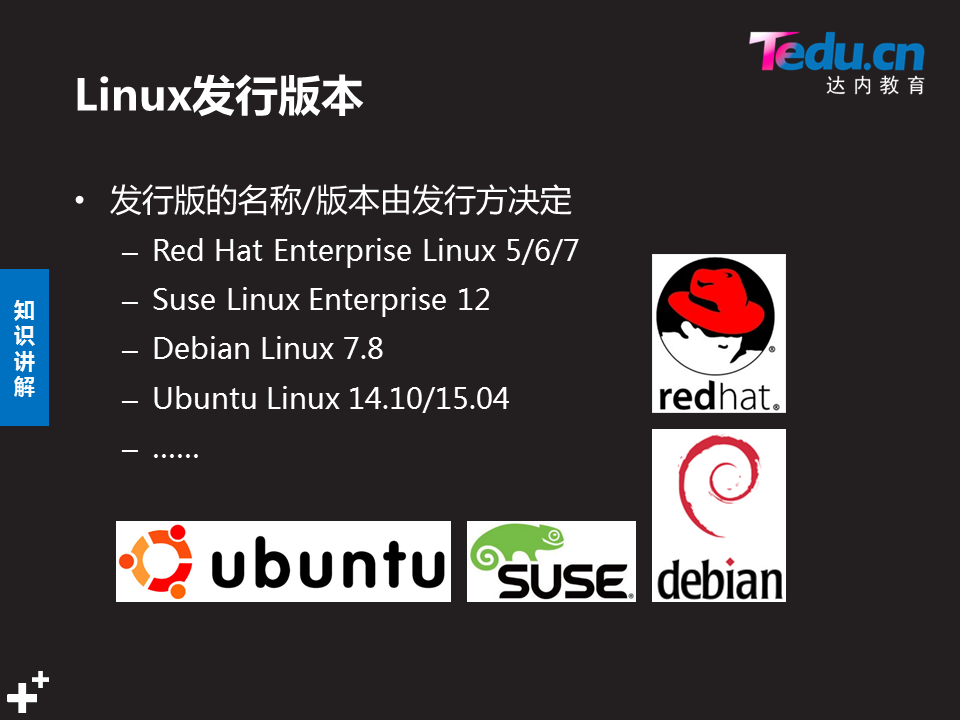 Tedu.cn
达内教育
Linux发行版本
• 发行版的名称/版本由发行方决定
– Red Hat Enterprise Linux 5/6/7
– Suse Linux Enterprise 12
– Debian Linux 7.8
– Ubuntu Linux 14.10/15.04
– ......
知识讲解
redhat®
debian
ubuntu
SUSE®